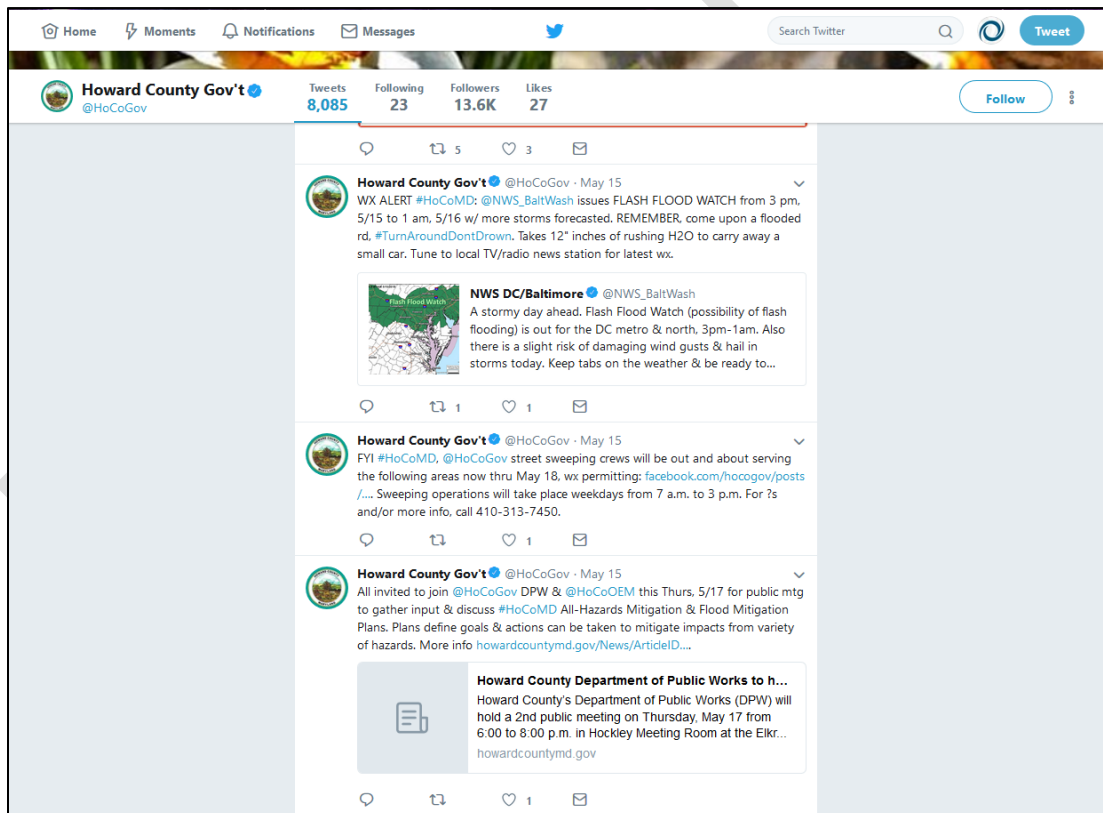 Home Moments Notifications Messages Search Twitter Tweet
Howard County Gov't Tweets Following Followers Likes Follow
@HoCoGov 8,085 23 13.6K 27
5 3
Howard County Gov't @HoCoGov · May 15
WX ALERT #HoCoMD: @NWS_BaltWash issues FLASH FLOOD WATCH from 3 pm,
5/15 to 1 am, 5/16 w/ more storms forecasted. REMEMBER, come upon a flooded
rd, #TurnAroundDontDrown. Takes 12" inches of rushing H2O to carry away a
small car. Tune to local TV/radio news station for latest wx.
Flash Flood Watch
NWS DC/Baltimore @NWS_BaltWash
A stormy day ahead. Flash Flood Watch (possibility of flash
flooding) is out for the DC metro & north, 3pm-1am. Also
there is a slight risk of damaging wind gusts & hail in
storms today. Keep tabs on the weather & be ready to...
1 1
Howard County Gov't @HoCoGov · May 15
FYI #HoCoMD, @HoCoGov street sweeping crews will be out and about serving
the following areas now thru May 18, wx permitting: facebook.com/hocogov/posts
/.... Sweeping operations will take place weekdays from 7 a.m. to 3 p.m. For ?s
and/or more info, call 410-313-7450.
1
Howard County Gov't @HoCoGov · May 15
All invited to join @HoCoGov DPW & @HoCoOEM this Thurs, 5/17 for public mtg
to gather input & discuss #HoCoMD All-Hazards Mitigation & Flood Mitigation
Plans. Plans define goals & actions can be taken to mitigate impacts from variety
of hazards. More info howardcountymd.gov/News/ArticleID....
Howard County Department of Public Works to h...
Howard County's Department of Public Works (DPW) will
hold a 2nd public meeting on Thursday, May 17 from
6:00 to 8:00 p.m. in Hockley Meeting Room at the Elkr...
howardcountymd.gov
1